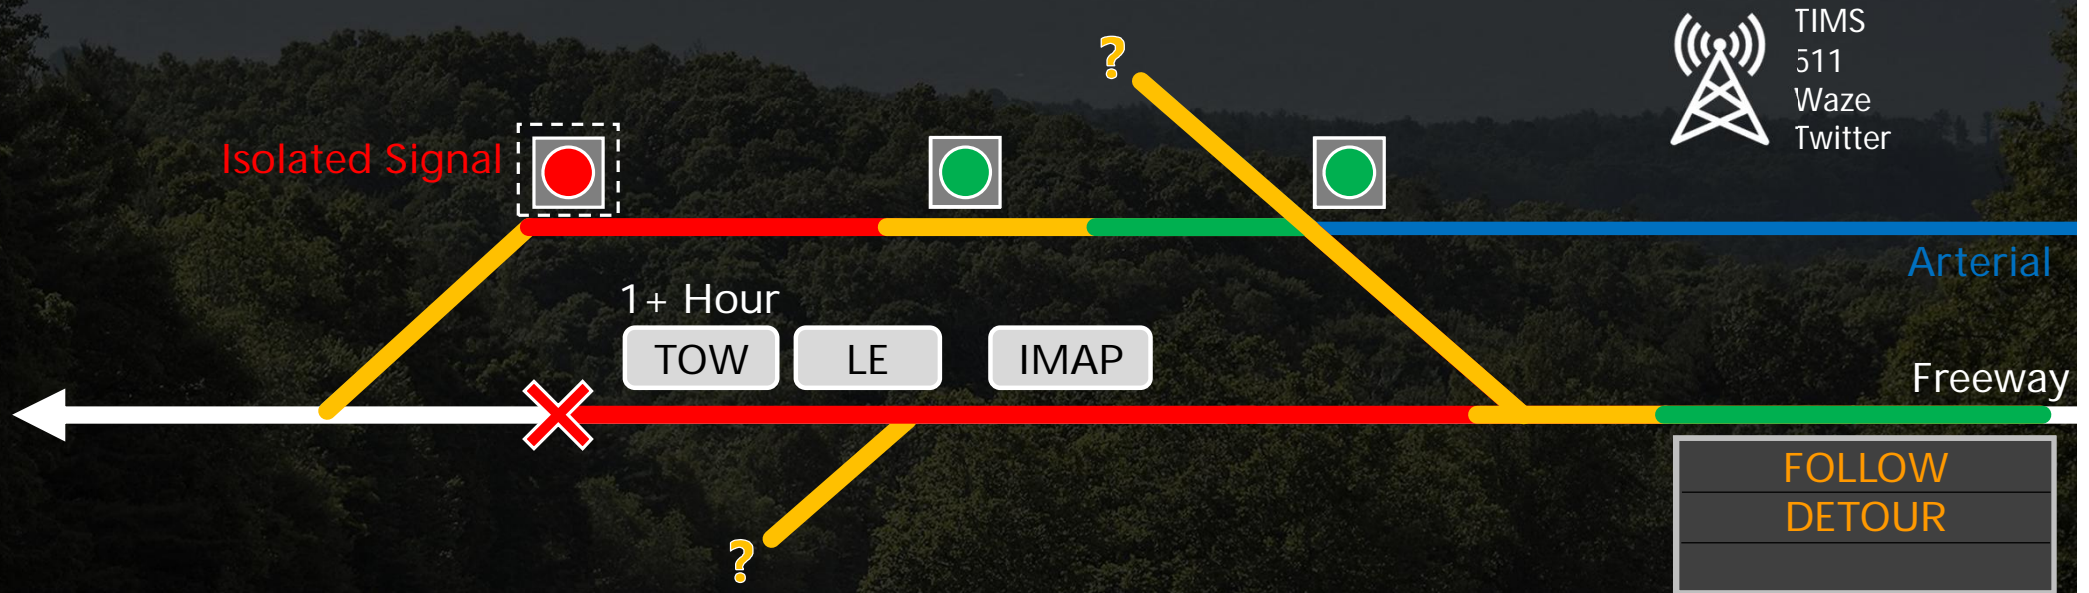 TIMS
511
Waze
Twitter
?
Isolated Signal
Arterial
1+ Hour
TOW
LE
IMAP
Freeway
FOLLOW
DETOUR
?